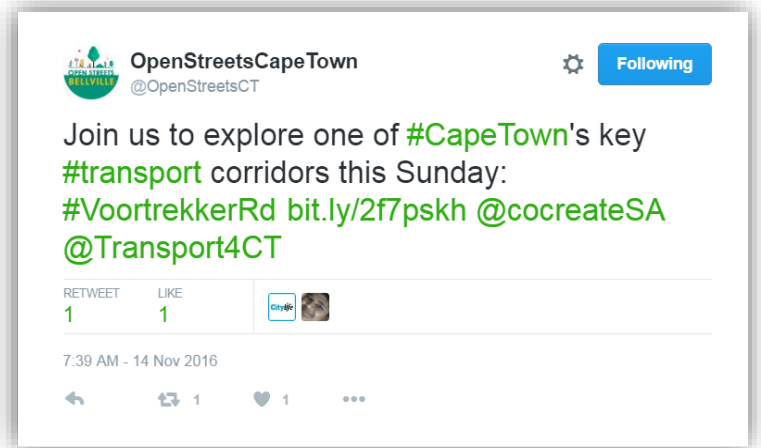 OpenStreetsCapeTown
@OpenStreetsCT
Following
OPEN STREETS
BELLVILLE
Join us to explore one of #CapeTown's key
#transport corridors this Sunday:
#VoortrekkerRd bit.ly/2f7pskh @cocreateSA
@Transport4CT
RETWEET LIKE
1 1
Citylife
7:39 AM - 14 Nov 2016
1 1